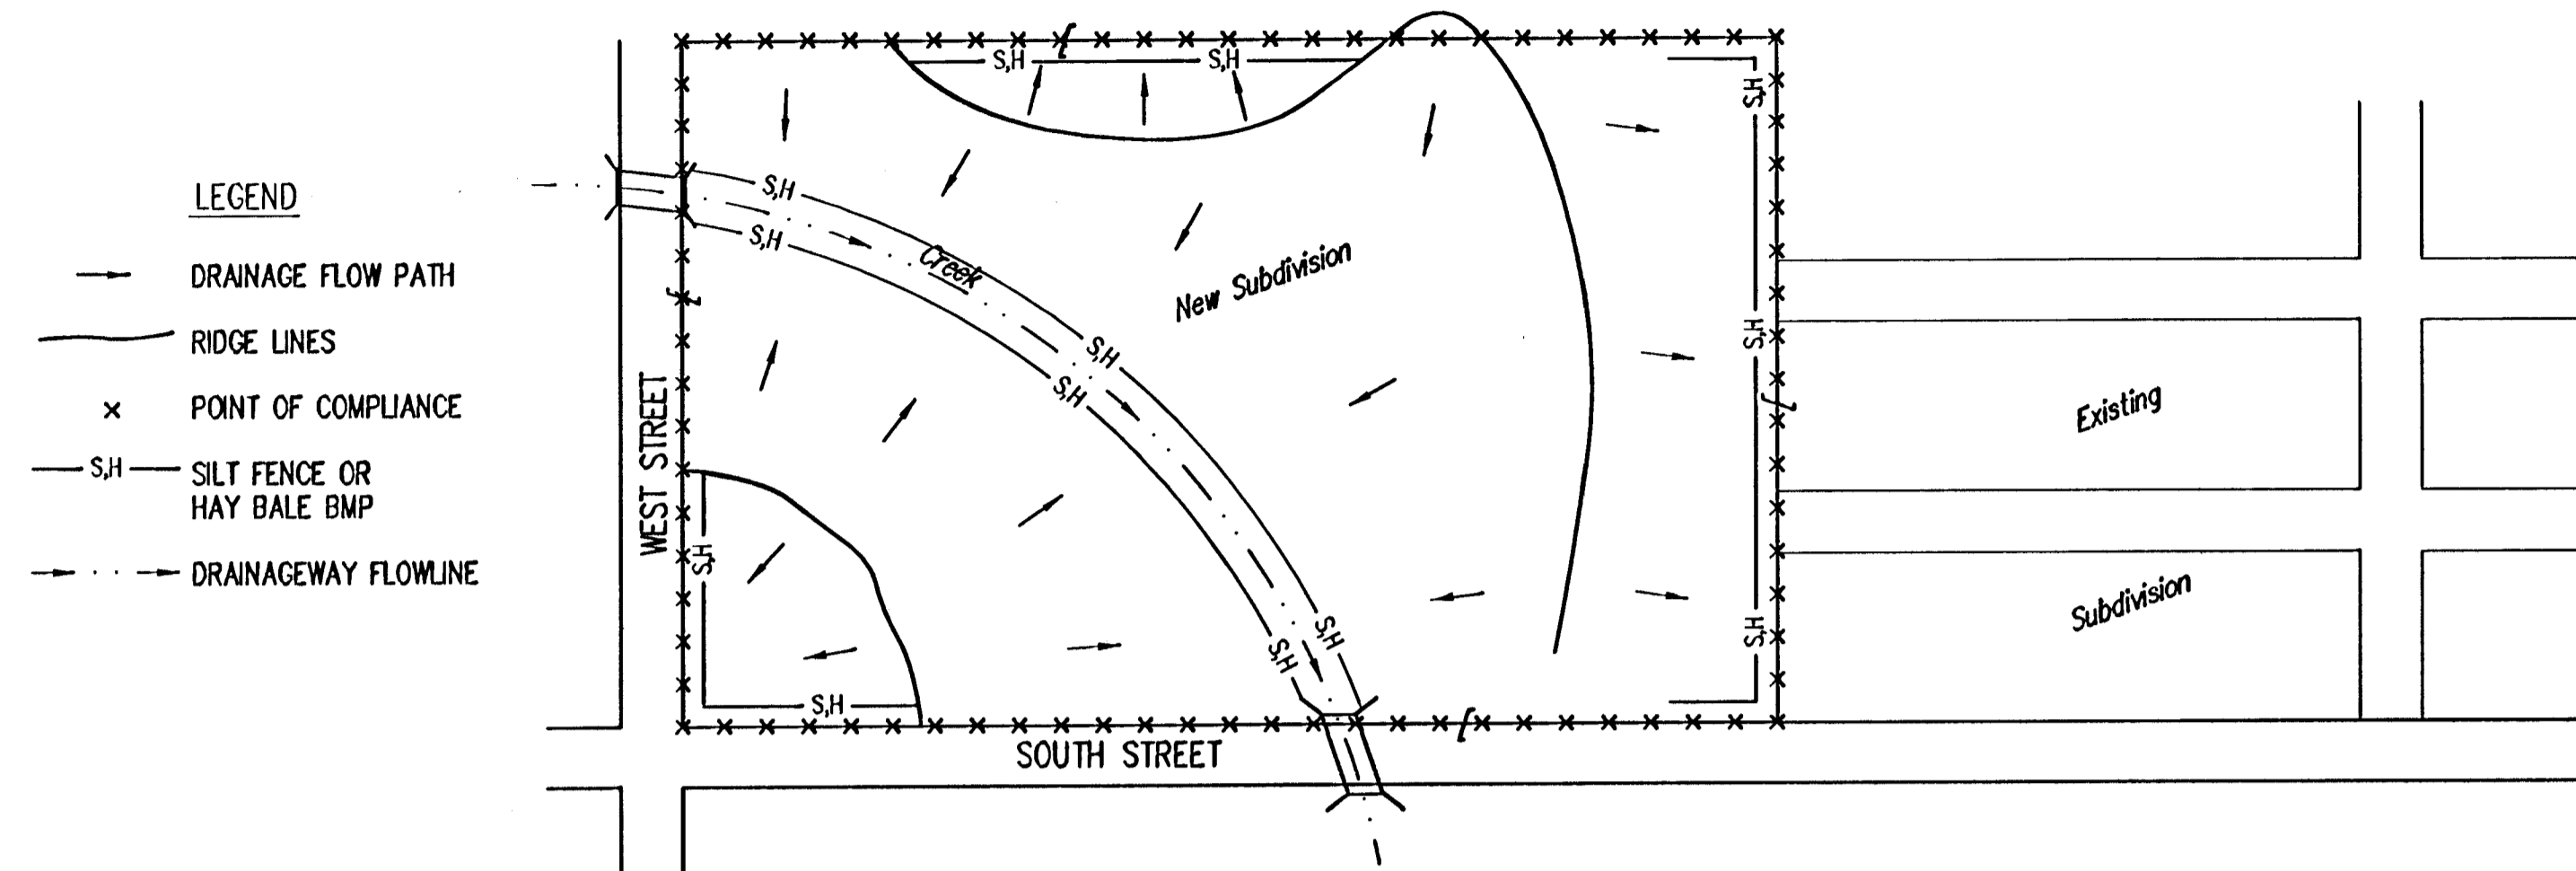 LEGEND
DRAINAGE FLOW PATH
RIDGE LINES
x POINT OF COMPLIANCE
S,H SILT FENCE OR
HAY BALE BMP
DRAINAGEWAY FLOWLINE
WEST STREET
SOUTH STREET
S,H
S,H
S,H
S,H
Creek
S,H
S,H
S,H
S,H
S,H
S,H
New Subdivision
S,H
S,H
S,H
Existing
Subdivision